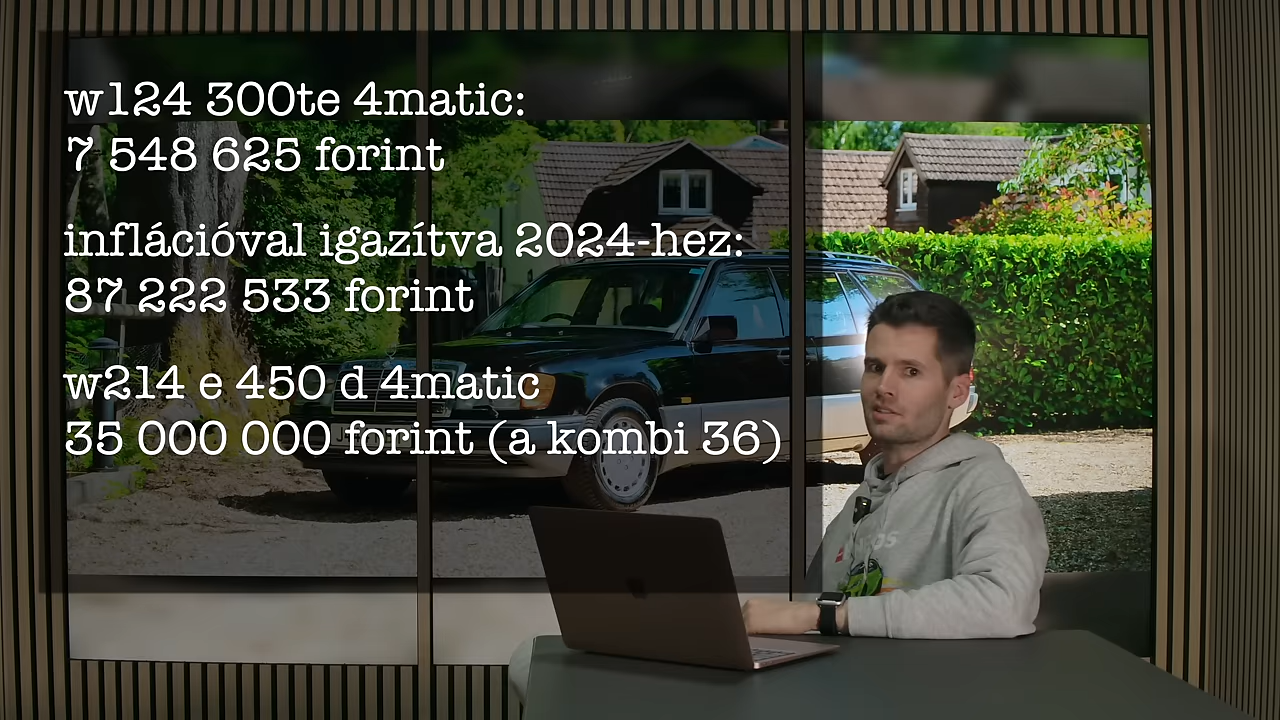 w124 300te 4matic:
7 548 625 forint
inflációval igazítva 2024-hez:
87 222 533 forint
w214 e 450 d 4matic
35 000 000 forint (a kombi 36)